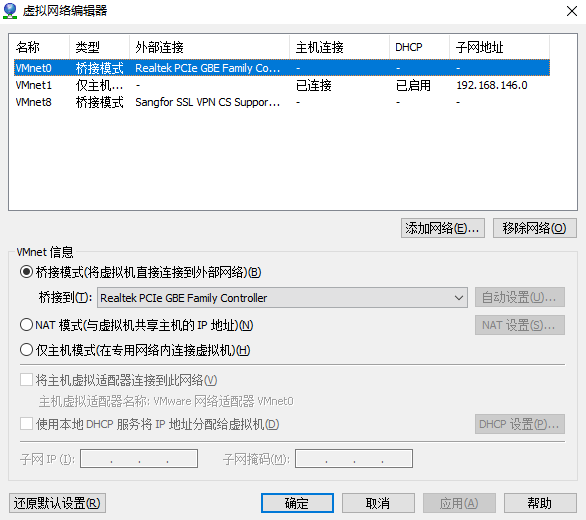 虚拟网络编辑器
名称 类型 外部连接 主机连接 DHCP 子网地址
VMnet0 桥接模式 Realtek PCIe GBE Family Co... - - -
VMnet1 仅主机... - 已连接 已启用 192.168.146.0
VMnet8 桥接模式 Sangfor SSL VPN CS Suppor... - - -
添加网络(E)... 移除网络(O)
VMnet 信息
桥接模式(将虚拟机直接连接到外部网络)(B)
桥接到(T): Realtek PCIe GBE Family Controller 自动设置(U)...
NAT 模式(与虚拟机共享主机的 IP 地址)(N) NAT 设置(S)...
仅主机模式(在专用网络内连接虚拟机)(H)
将主机虚拟适配器连接到此网络(V)
主机虚拟适配器名称: VMware 网络适配器 VMnet0
使用本地 DHCP 服务将 IP 地址分配给虚拟机(D) DHCP 设置(P)...
子网 IP (I): . . . 子网掩码(M): . . .
还原默认设置(R) 确定 取消 应用(A) 帮助